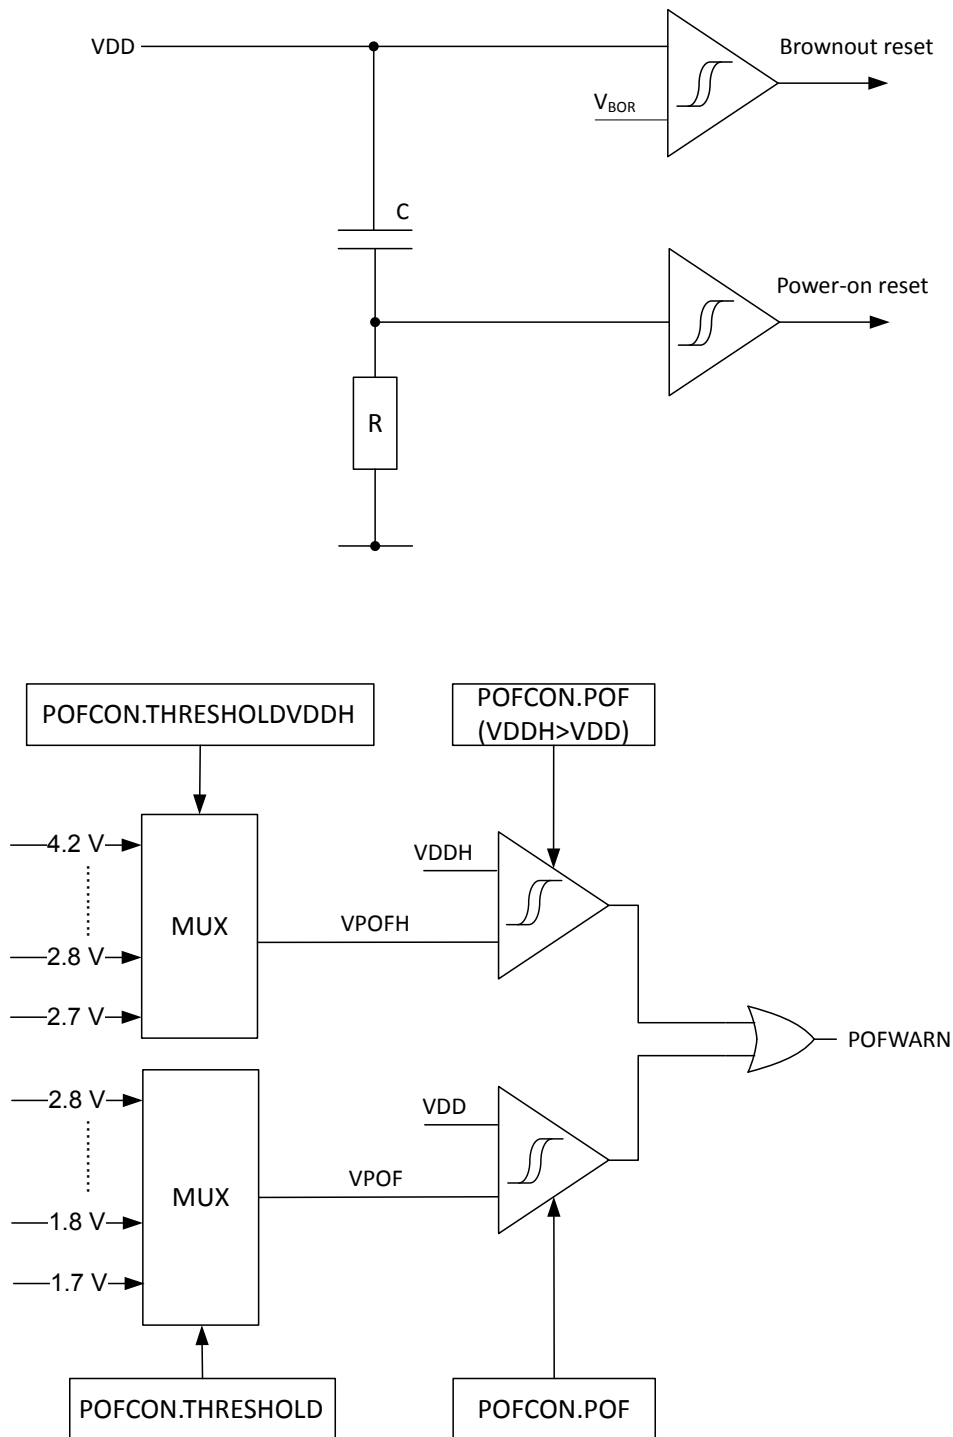 VDD
Brownout reset
VBOR
C
Power-on reset
R
POFCON.THRESHOLDVDDH
POFCON.POF
(VDDH>VDD)
4.2 V
VDDH
MUX
VPOFH
2.8 V
2.7 V
POFWARN
2.8 V
VDD
MUX
VPOF
1.8 V
1.7 V
POFCON.THRESHOLD
POFCON.POF